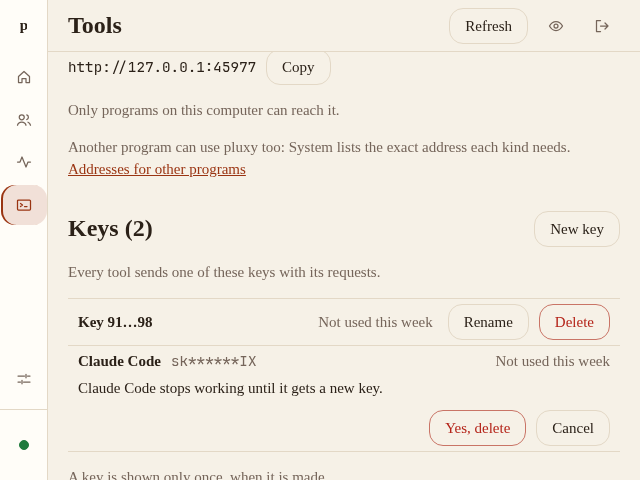 p
Tools
Refresh
http://127.0.0.1:45977
Copy
Only programs on this computer can reach it.
Another program can use pluxy too: System lists the exact address each kind needs.
Addresses for other programs
Keys (2)
New key
Every tool sends one of these keys with its requests.
Key 91…98
Not used this week
Rename
Delete
Claude Code
sk******IX
Not used this week
Claude Code stops working until it gets a new key.
Yes, delete
Cancel
A key is shown only once, when it is made.